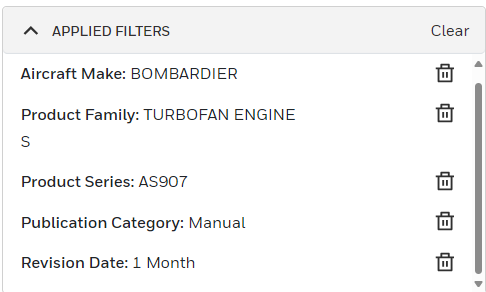 APPLIED FILTERS Clear
Aircraft Make: BOMBARDIER
Product Family: TURBOFAN ENGINE
S
Product Series: AS907
Publication Category: Manual
Revision Date: 1 Month